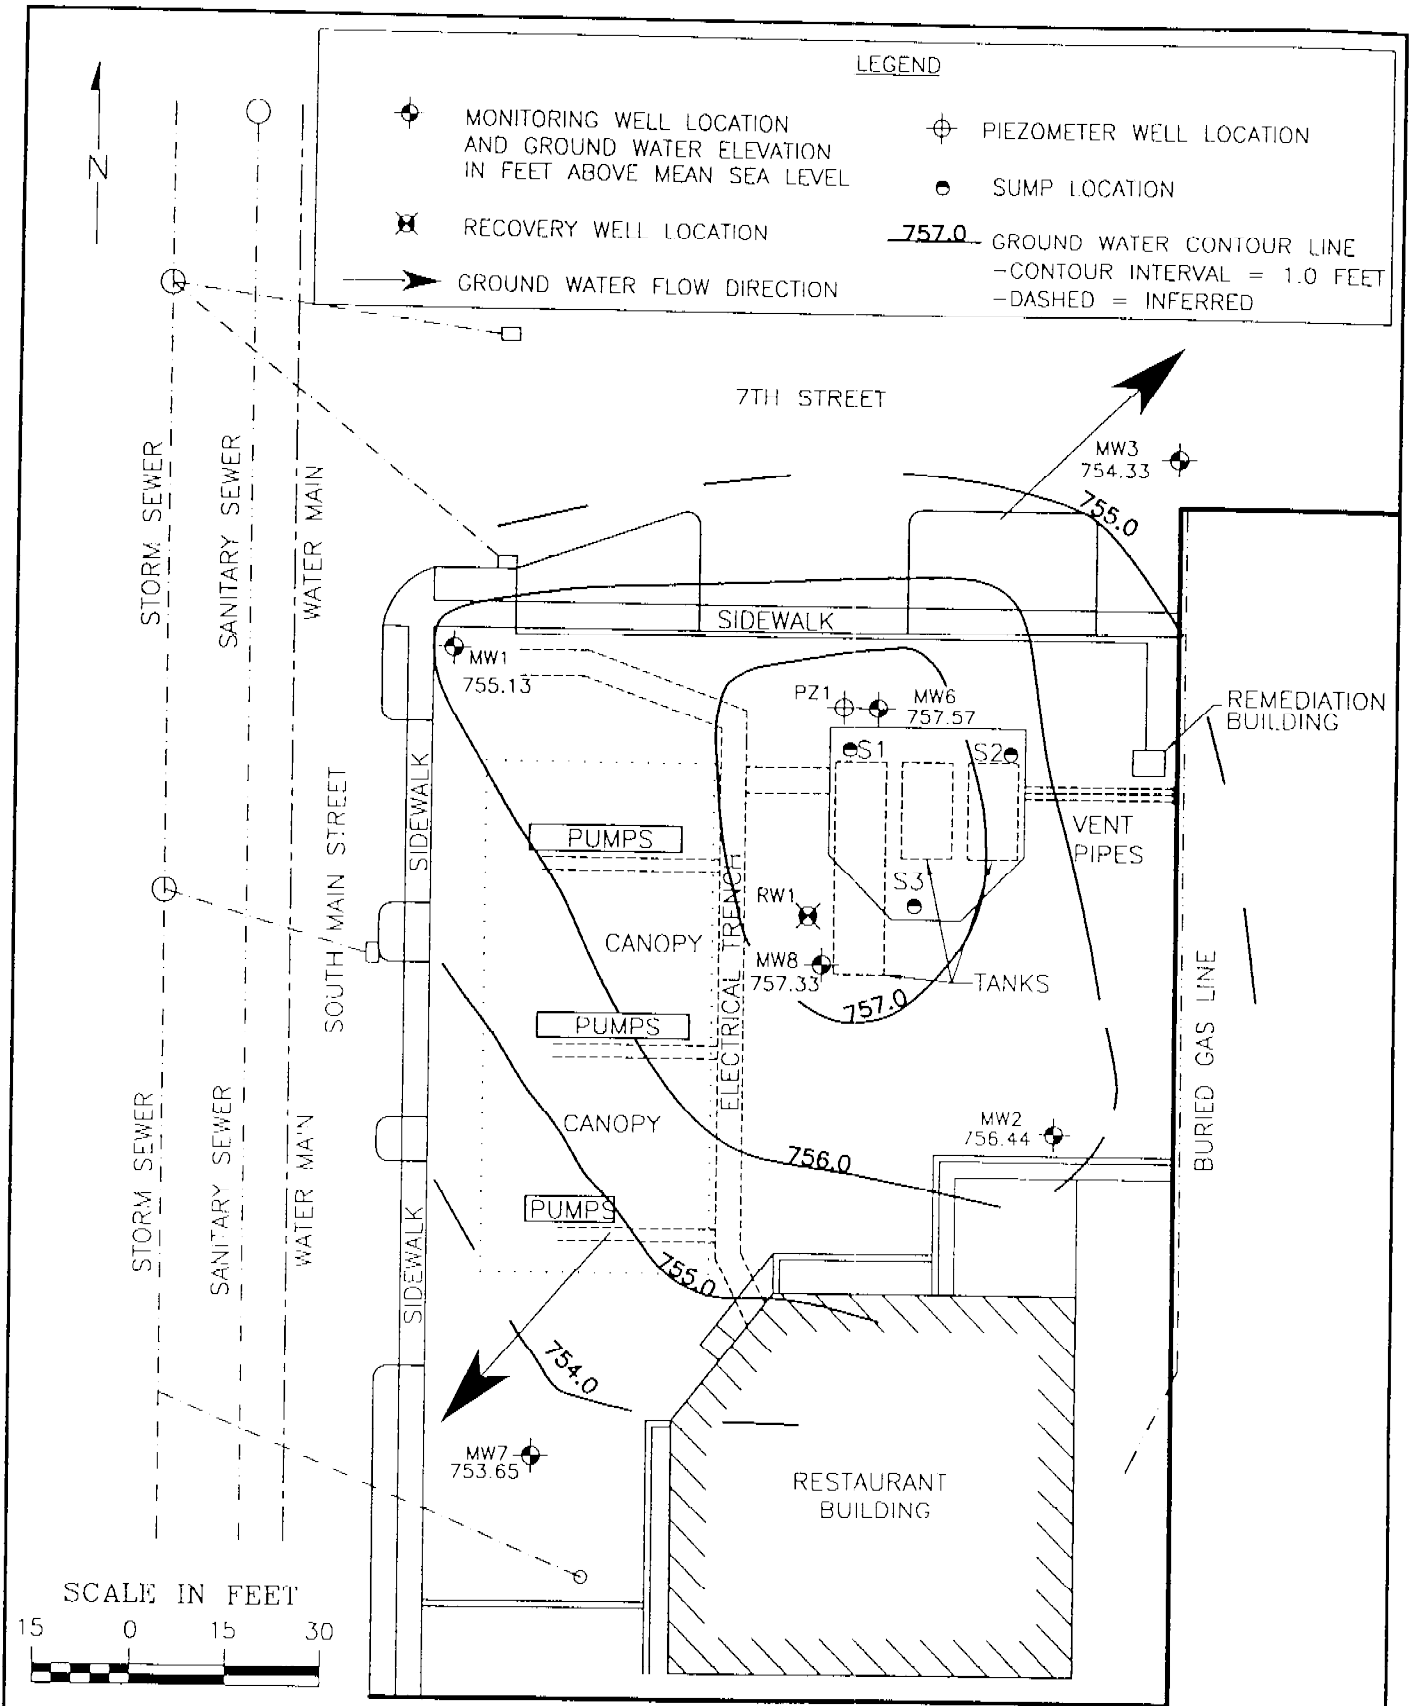 LEGEND
MONITORING WELL LOCATION
AND GROUND WATER ELEVATION
IN FEET ABOVE MEAN SEA LEVEL
RECOVERY WELL LOCATION
GROUND WATER FLOW DIRECTION
PIEZOMETER WELL LOCATION
SUMP LOCATION
757.0
GROUND WATER CONTOUR LINE
-CONTOUR INTERVAL = 1.0 FEET
-DASHED = INFERRED
N
7TH STREET
MW3
754.33
755.0
STORM SEWER
SANITARY SEWER
WATER MAIN
SIDEWALK
MW1
755.13
PZ1
MW6
757.57
S1
S2
REMEDIATION
BUILDING
SIDEWALK
SOUTH MAIN STREET
PUMPS
VENT
PIPES
S3
RW1
ELECTRICAL TRENCH
CANOPY
MW8
757.33
TANKS
757.0
PUMPS
BURIED GAS LINE
STORM SEWER
SANITARY SEWER
WATER MAIN
CANOPY
MW2
756.44
756.0
PUMPS
SIDEWALK
755.0
754.0
MW7
753.65
RESTAURANT
BUILDING
SCALE IN FEET
15 0 15 30